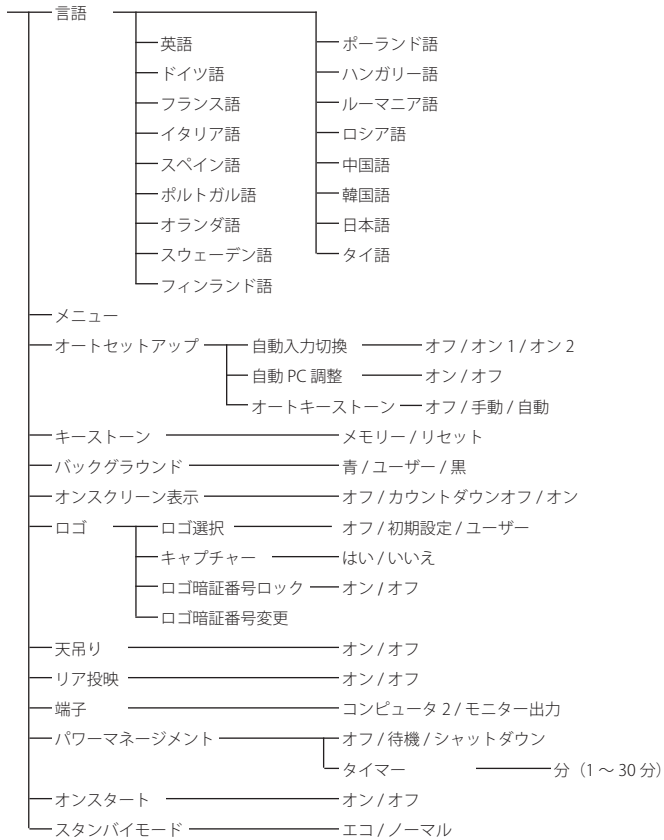 言語
英語 ポーランド語
ドイツ語 ハンガリー語
フランス語 ルーマニア語
イタリア語 ロシア語
スペイン語 中国語
ポルトガル語 韓国語
オランダ語 日本語
スウェーデン語 タイ語
フィンランド語
メニュー
オートセットアップ 自動入力切換 オフ / オン 1 / オン 2
自動 PC 調整 オン / オフ
オートキーストーン オフ / 手動 / 自動
キーストーン メモリー / リセット
バックグラウンド 青 / ユーザー / 黒
オンスクリーン表示 オフ / カウントダウンオフ / オン
ロゴ ロゴ選択 オフ / 初期設定 / ユーザー
キャプチャー はい / いいえ
ロゴ暗証番号ロック オン / オフ
ロゴ暗証番号変更
天吊り オン / オフ
リア投映 オン / オフ
端子 コンピュータ 2 / モニター出力
パワーマネージメント オフ / 待機 / シャットダウン
タイマー 分（1 ～ 30 分）
オンスタート オン / オフ
スタンバイモード エコ / ノーマル